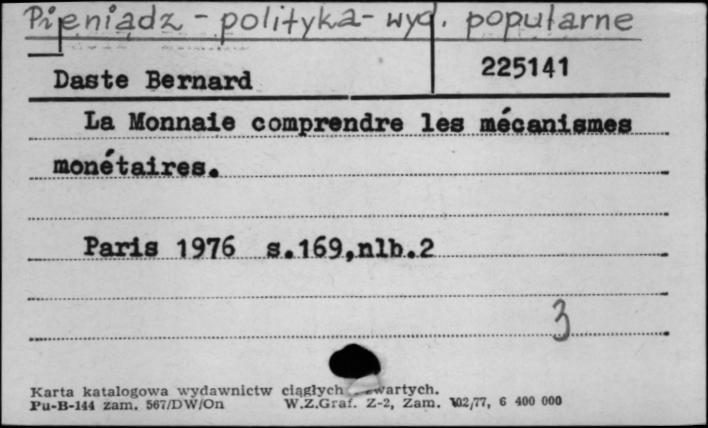 Pieniądz - polityka - wyd. popularne
Daste Bernard 225141
La Monnaie comprendre les mécanismes
monétaires.
Paris 1976 s.169,nlb.2
3
Karta katalogowa wydawnictw ciągłych zwartych.
Pu-B-144 zam. 567/DW/On W.Z.Graf. Z-2, Zam. 102/77, 6 400 000